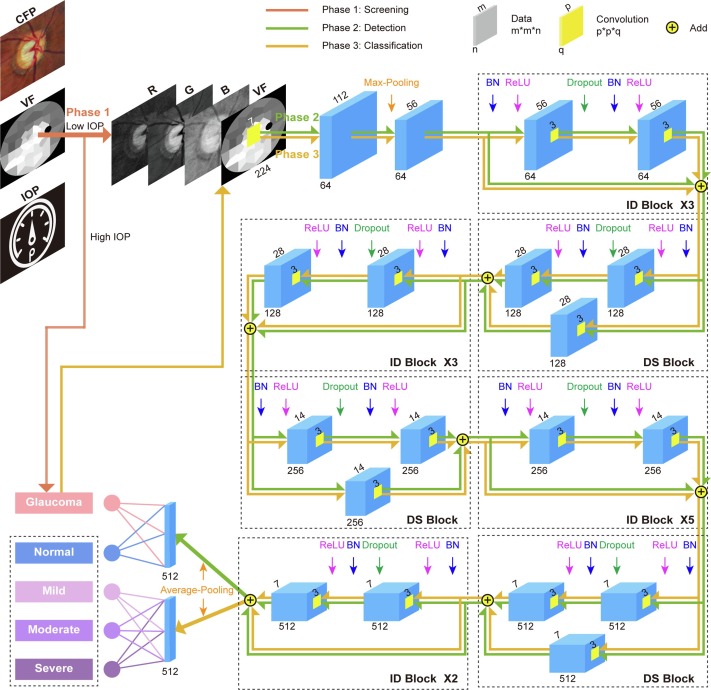 CFP
VF
IOP
P
Phase 1: Screening
Phase 2: Detection
Phase 3: Classification
m
n
Data
m*m*n
p
q
Convolution
p*p*q
Add
Phase 1
Low IOP
High IOP
R
G
B
VF
7
224
Phase 2
Phase 3
112
64
Max-Pooling
56
64
BN
ReLU
Dropout
BN
ReLU
56
3
64
56
3
64
ID Block X3
ReLU
BN
Dropout
ReLU
BN
28
3
128
28
3
128
ID Block X3
ReLU
BN
Dropout
ReLU
BN
28
3
128
28
3
128
28
3
128
DS Block
BN
ReLU
Dropout
BN
ReLU
14
3
256
14
3
256
14
3
256
DS Block
BN
ReLU
Dropout
BN
ReLU
14
3
256
14
3
256
ID Block X5
Glaucoma
Normal
Mild
Moderate
Severe
512
Average-Pooling
512
ReLU
BN
Dropout
ReLU
BN
7
3
512
7
3
512
ID Block X2
ReLU
BN
Dropout
ReLU
BN
7
3
512
7
3
512
7
3
512
DS Block